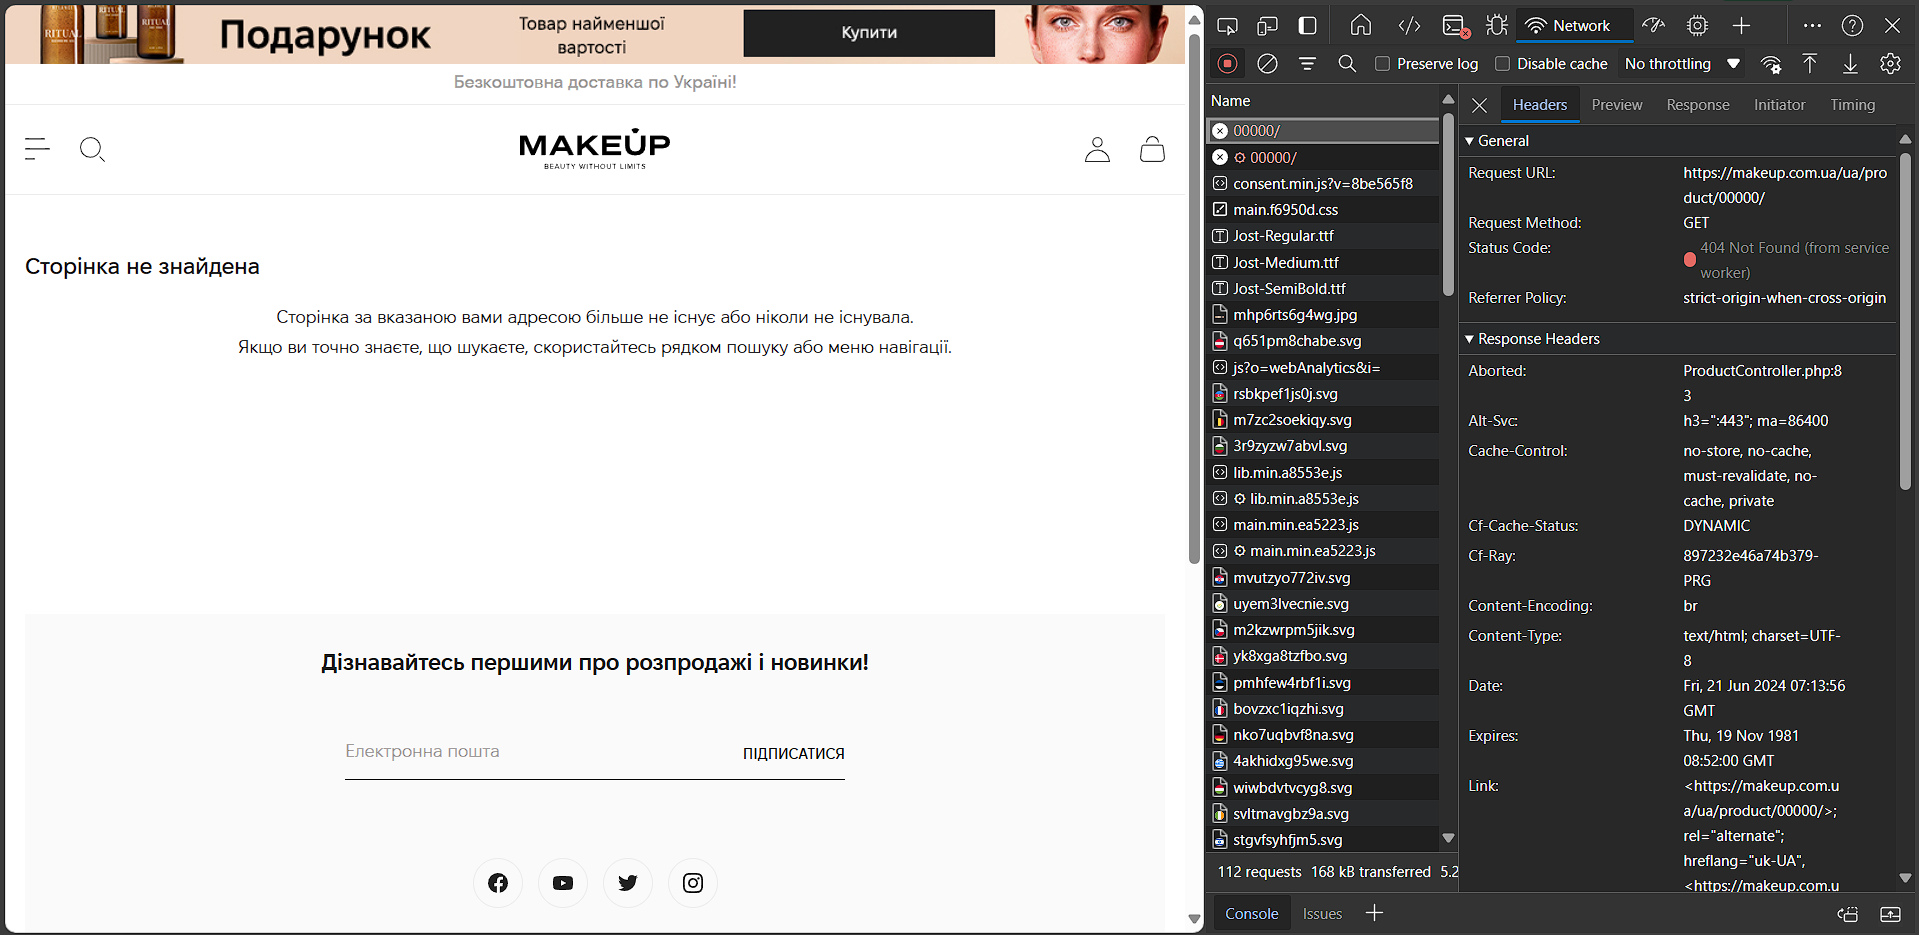 RITUAL
RITUAL
Подарунок
Товар найменшої
вартості
Купити
Безкоштовна доставка по Україні!
MAKEUP
BEAUTY WITHOUT LIMITS
Сторінка не знайдена
Сторінка за вказаною вами адресою більше не існує або ніколи не існувала.
Якщо ви точно знаєте, що шукаєте, скористайтесь рядком пошуку або меню навігації.
Дізнавайтесь першими про розпродажі і новинки!
Електронна пошта
ПІДПИСАТИСЯ
Network
Preserve log
Disable cache
No throttling
Name
00000/
00000/
consent.min.js?v=8be565f8
main.f6950d.css
Jost-Regular.ttf
Jost-Medium.ttf
Jost-SemiBold.ttf
mhp6rts6g4wg.jpg
q651pm8chabe.svg
js?o=webAnalytics&i=
rsbkpef1js0j.svg
m7zc2soekiqy.svg
3r9zyzw7abvl.svg
lib.min.a8553e.js
lib.min.a8553e.js
main.min.ea5223.js
main.min.ea5223.js
mvutzyo772iv.svg
uyem3lvecnie.svg
m2kzwrpm5jik.svg
yk8xga8tzfbo.svg
pmhfew4rbf1i.svg
bovzxc1iqzhi.svg
nko7uqbvf8na.svg
4akhidxg95we.svg
wiwbdvtvcyg8.svg
svltmavgbz9a.svg
stgvfsyhfjm5.svg
112 requests 168 kB transferred 5.2
Headers Preview Response Initiator Timing
General
Request URL: https://makeup.com.ua/ua/pro
duct/00000/
Request Method: GET
Status Code: 404 Not Found (from service
worker)
Referrer Policy: strict-origin-when-cross-origin
Response Headers
Aborted: ProductController.php:8
3
Alt-Svc: h3=":443"; ma=86400
Cache-Control: no-store, no-cache,
must-revalidate, no-
cache, private
Cf-Cache-Status: DYNAMIC
Cf-Ray: 897232e46a74b379-
PRG
Content-Encoding: br
Content-Type: text/html; charset=UTF-
8
Date: Fri, 21 Jun 2024 07:13:56
GMT
Expires: Thu, 19 Nov 1981
08:52:00 GMT
Link: <https://makeup.com.u
a/ua/product/00000/>;
rel="alternate";
hreflang="uk-UA",
<https://makeup.com.u
Console Issues